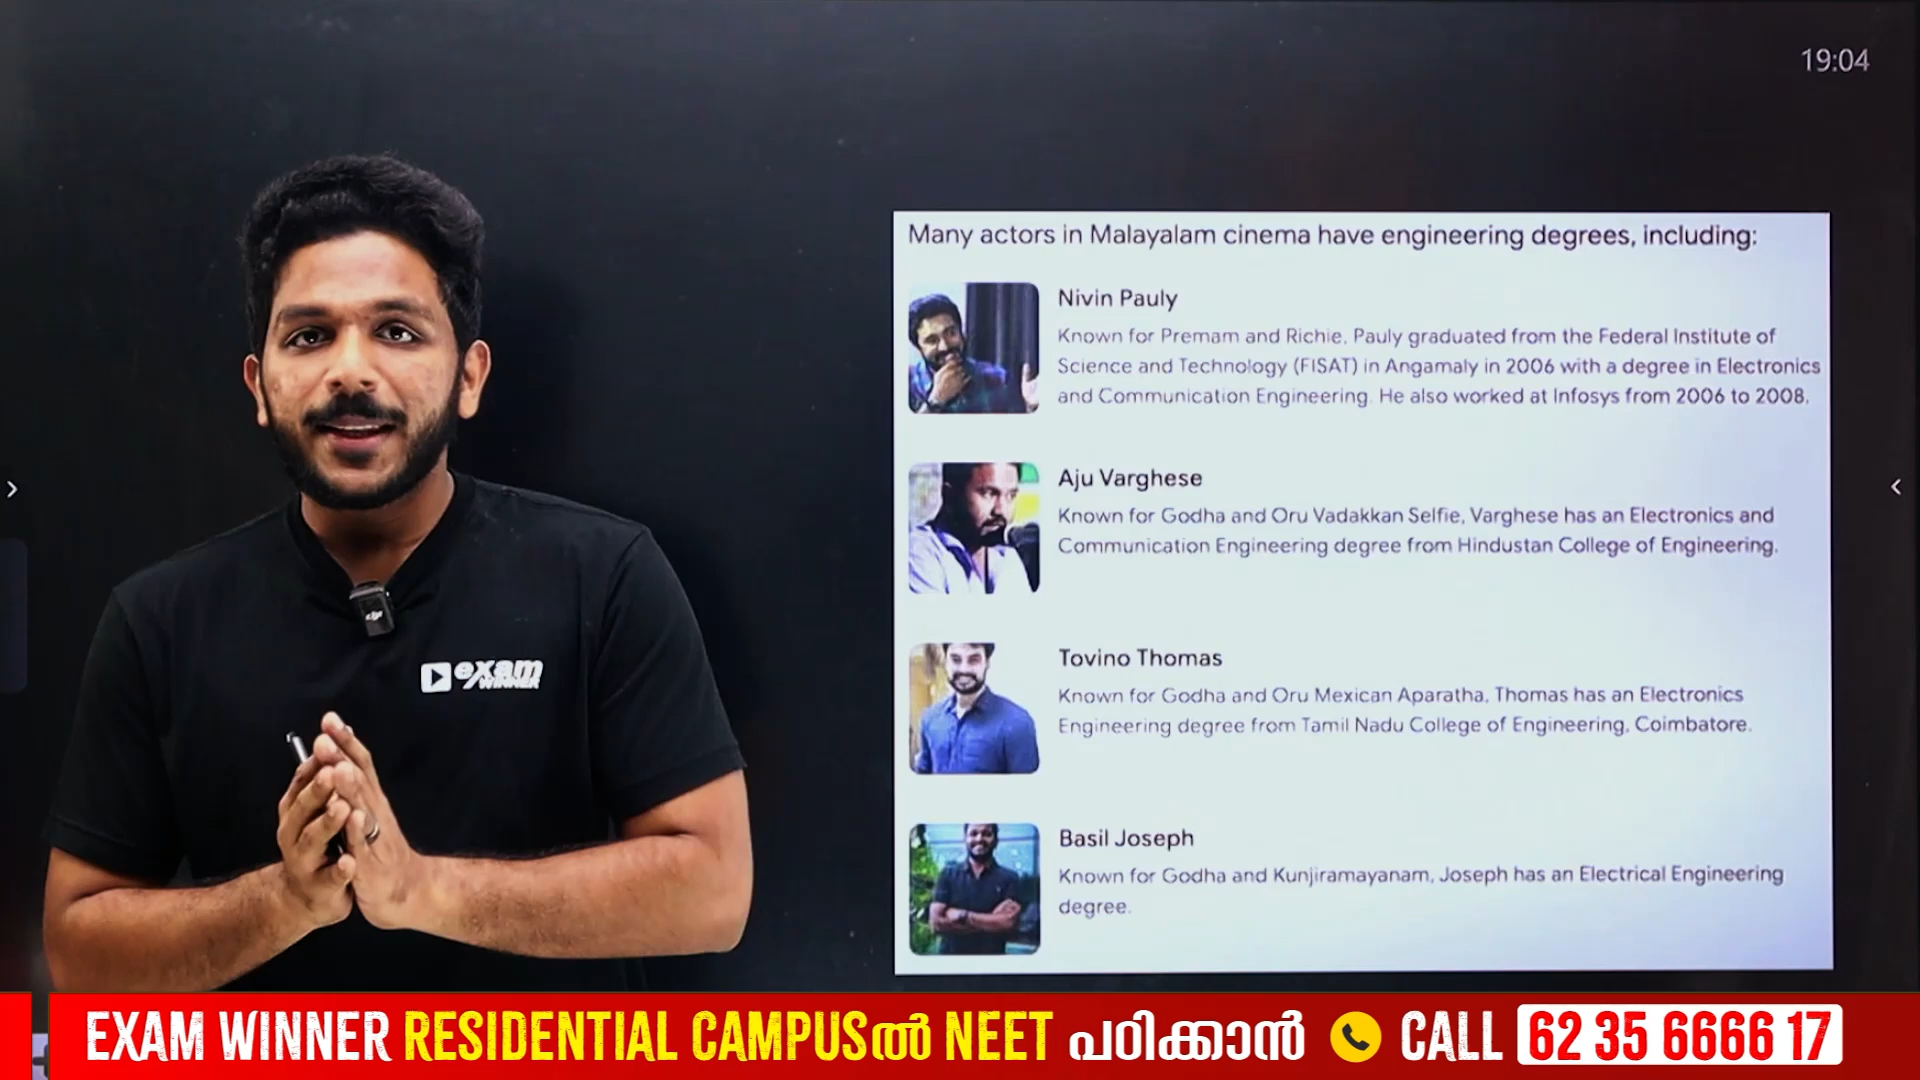 19:04
Many actors in Malayalam cinema have engineering degrees, including:
Nivin Pauly
Known for Premam and Richie, Pauly graduated from the Federal Institute of
Science and Technology (FISAT) in Angamaly in 2006 with a degree in Electronics
and Communication Engineering. He also worked at Infosys from 2006 to 2008.
Aju Varghese
Known for Godha and Oru Vadakkan Selfie, Varghese has an Electronics and
Communication Engineering degree from Hindustan College of Engineering.
Tovino Thomas
Known for Godha and Oru Mexican Aparatha, Thomas has an Electronics
Engineering degree from Tamil Nadu College of Engineering, Coimbatore.
Basil Joseph
Known for Godha and Kunjiramayanam, Joseph has an Electrical Engineering
degree.
exam
WINNER
dji
EXAM WINNER RESIDENTIAL CAMPUSൽ NEET പഠിക്കാൻ CALL 62 35 6666 17